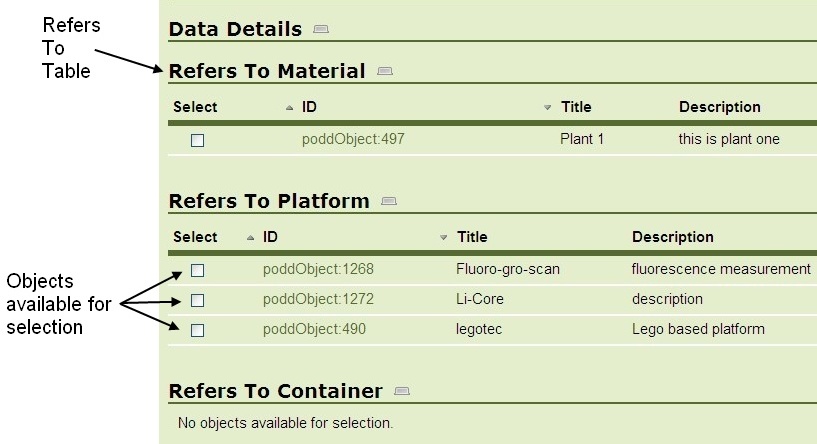 Refers
To
Table
Data Details
Refers To Material
Select ID Title Description
poddObject:497 Plant 1 this is plant one
Refers To Platform
Select ID Title Description
Objects
available for
selection
poddObject:1268 Fluoro-gro-scan fluorescence measurement
poddObject:1272 Li-Core description
poddObject:490 legotec Lego based platform
Refers To Container
No objects available for selection.